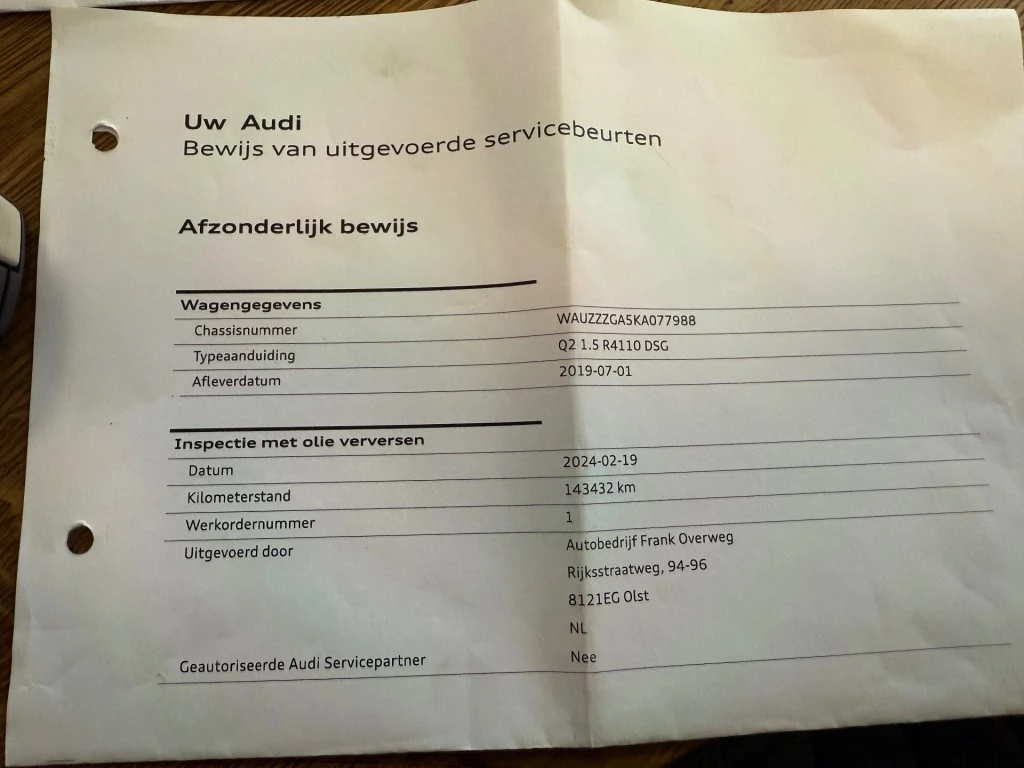 Uw Audi
Bewijs van uitgevoerde servicebeurten
Afzonderlijk bewijs
Wagengegevens
Chassisnummer WAUZZZGA5KA077988
Typeaanduiding Q2 1.5 R4110 DSG
Afleverdatum 2019-07-01
Inspectie met olie verversen
Datum 2024-02-19
Kilometerstand 143432 km
Werkordernummer 1
Uitgevoerd door Autobedrijf Frank Overweg
Rijksstraatweg, 94-96
8121EG Olst
NL
Geautoriseerde Audi Servicepartner Nee